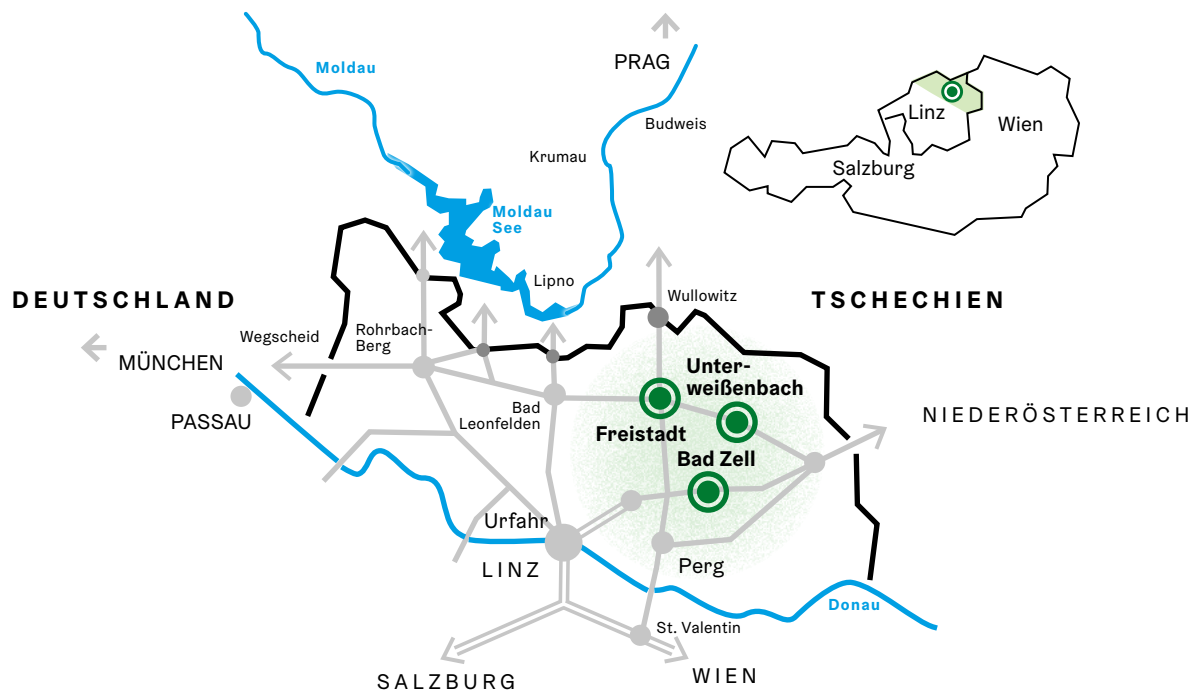 PRAG
Moldau
Budweis
Linz
Wien
Krumau
Salzburg
Moldau
See
Lipno
DEUTSCHLAND
Wullowitz
TSCHECHIEN
Wegscheid
Rohrbach-
Berg
MÜNCHEN
Unter-
weißenbach
PASSAU
Bad
Leonfelden
NIEDERÖSTERREICH
Freistadt
Bad Zell
Urfahr
LINZ
Perg
Donau
St. Valentin
SALZBURG
WIEN